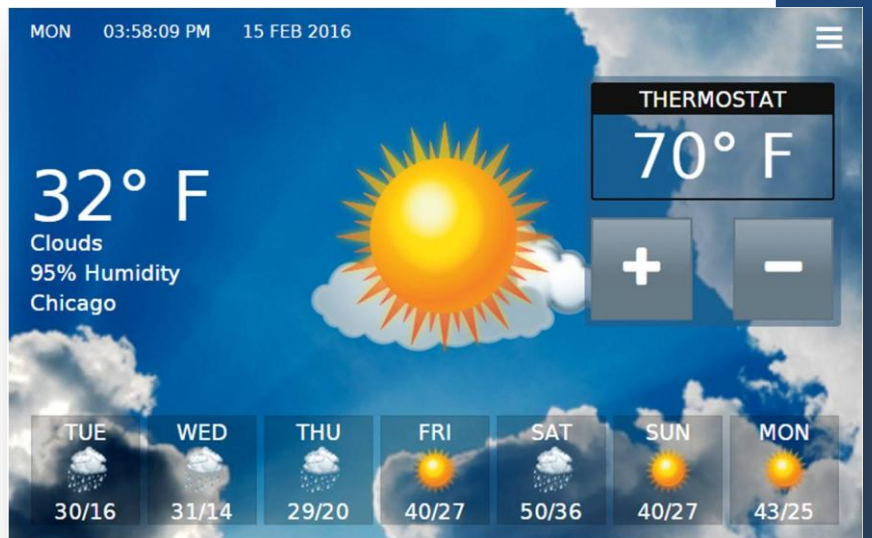 MON 03:58:09 PM 15 FEB 2016
THERMOSTAT
70° F
32° F
Clouds
95% Humidity
Chicago
+ −
TUE WED THU FRI SAT SUN MON
30/16 31/14 29/20 40/27 50/36 40/27 43/25